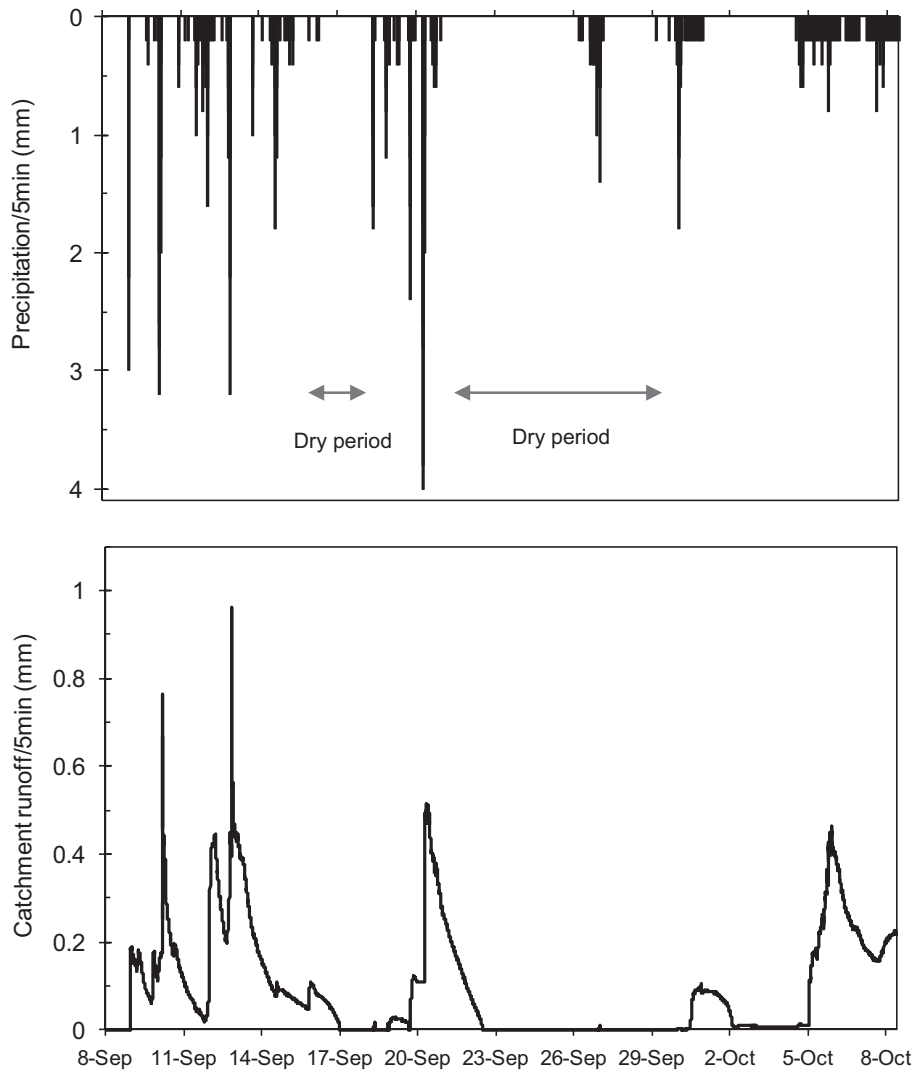 Precipitation/5min (mm)
0
1
2
3
4
Dry period
Dry period
Catchment runoff/5min (mm)
1
0.8
0.6
0.4
0.2
0
8-Sep 11-Sep 14-Sep 17-Sep 20-Sep 23-Sep 26-Sep 29-Sep 2-Oct 5-Oct 8-Oct